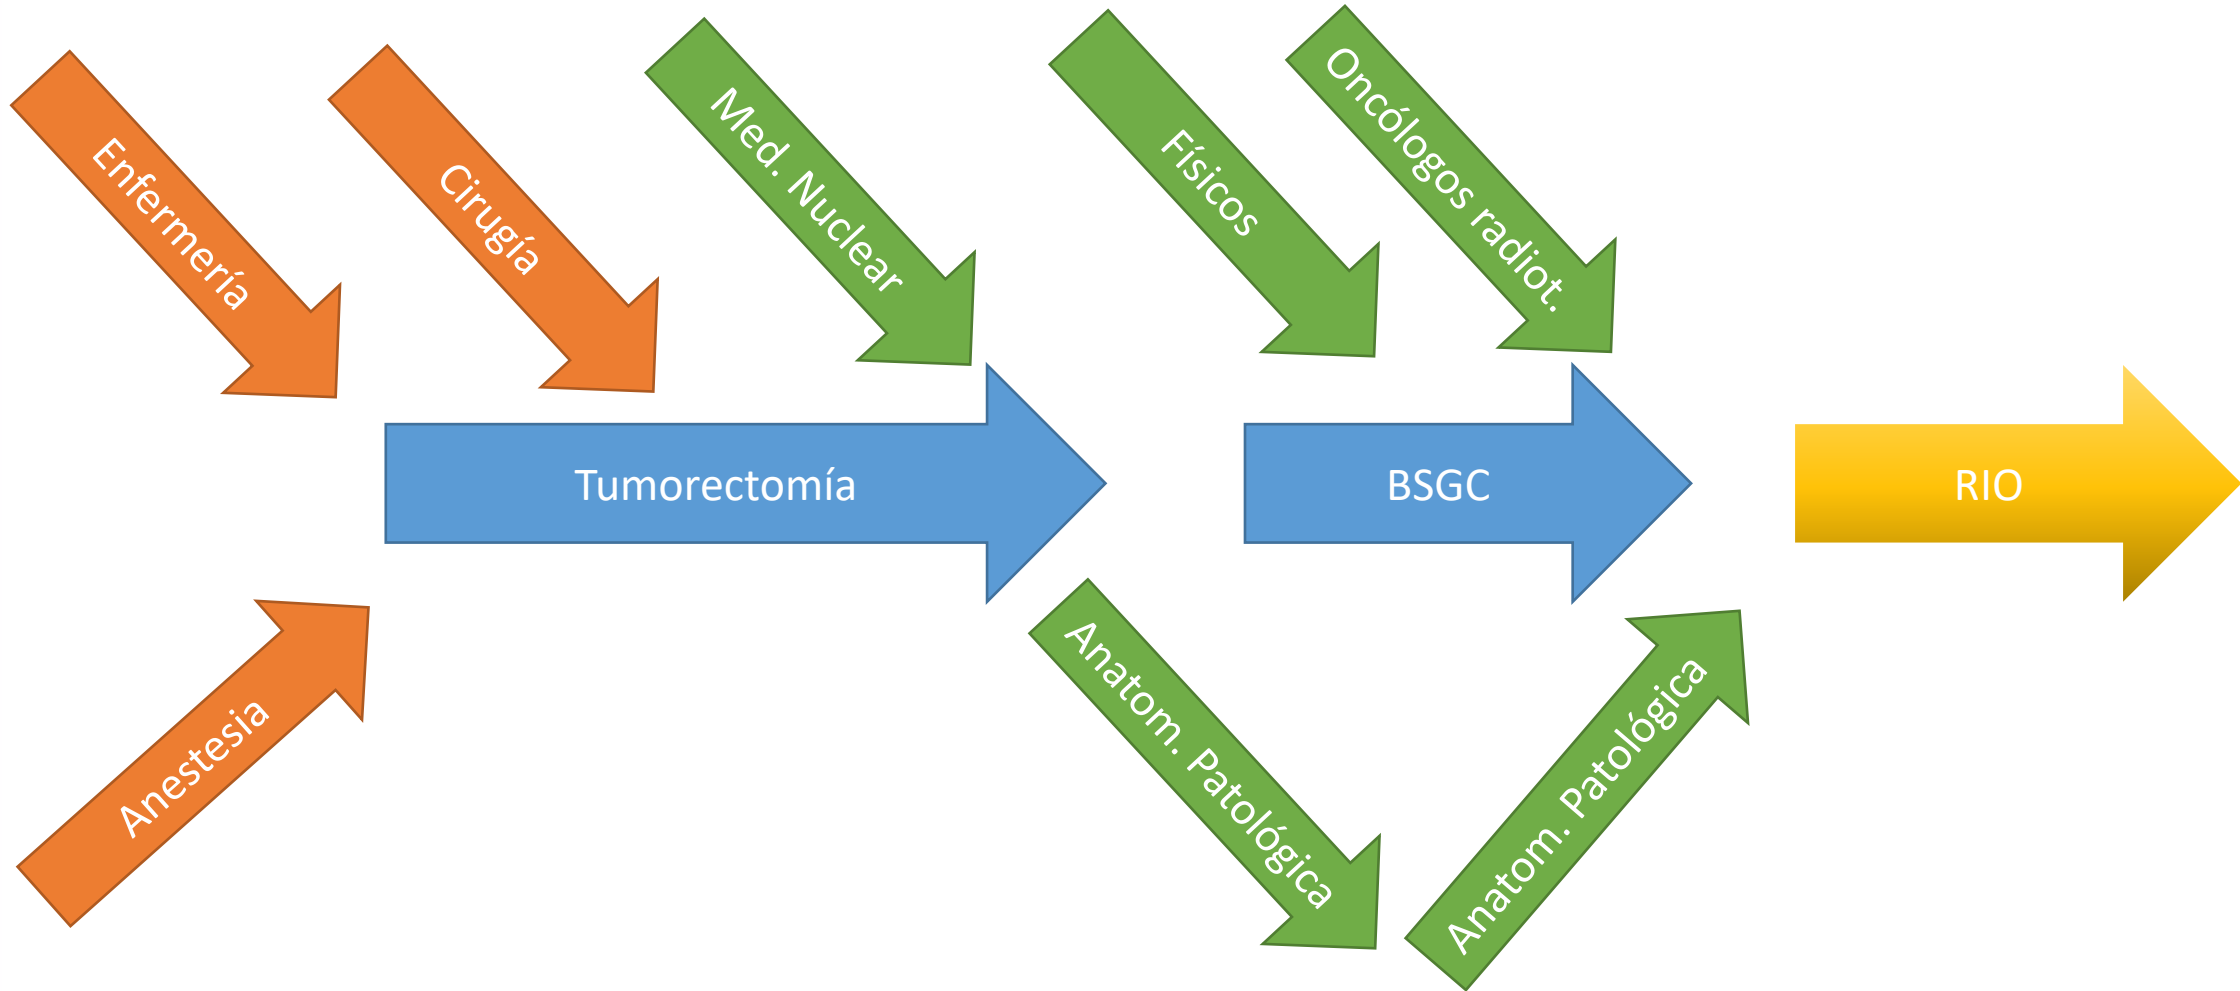 Enfermería
Cirugía
Med. Nuclear
Físicos
Oncólogos radiot.
Tumorectomía
BSGC
RIO
Anestesia
Anatom. Patológica
Anatom. Patológica